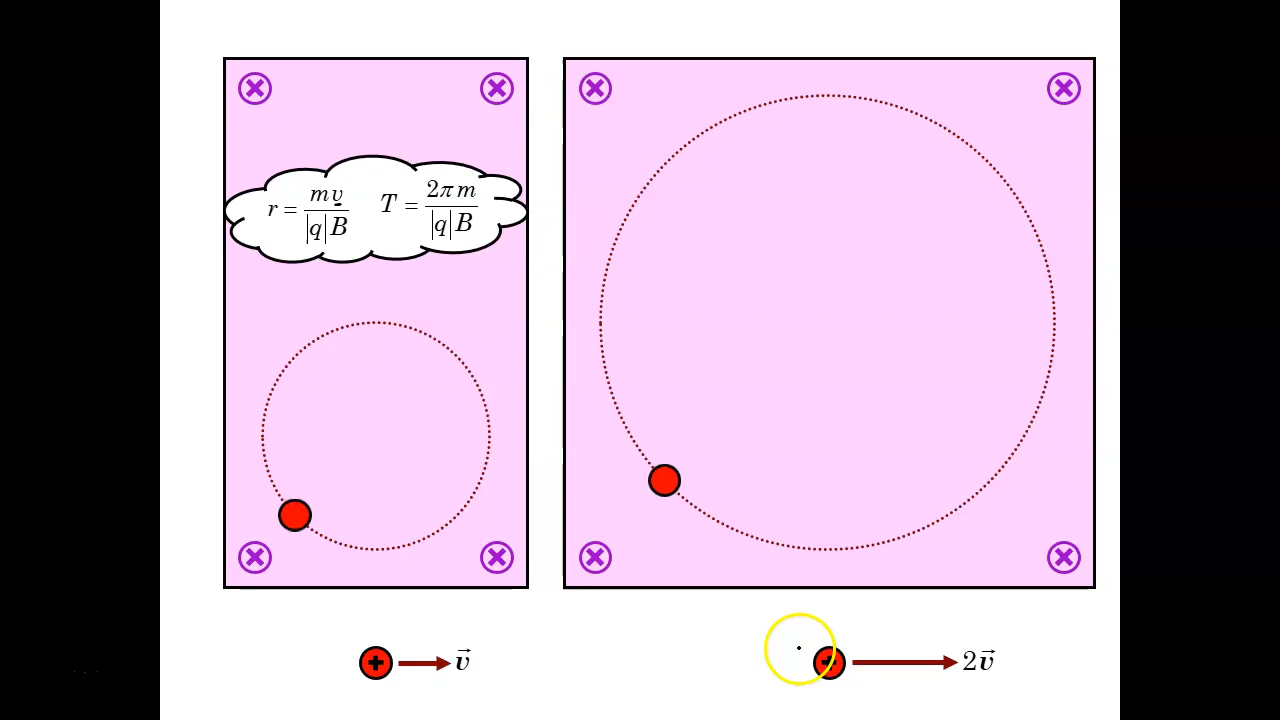 r = mv / |q|B
T = 2πm / |q|B
v⃗
2v⃗